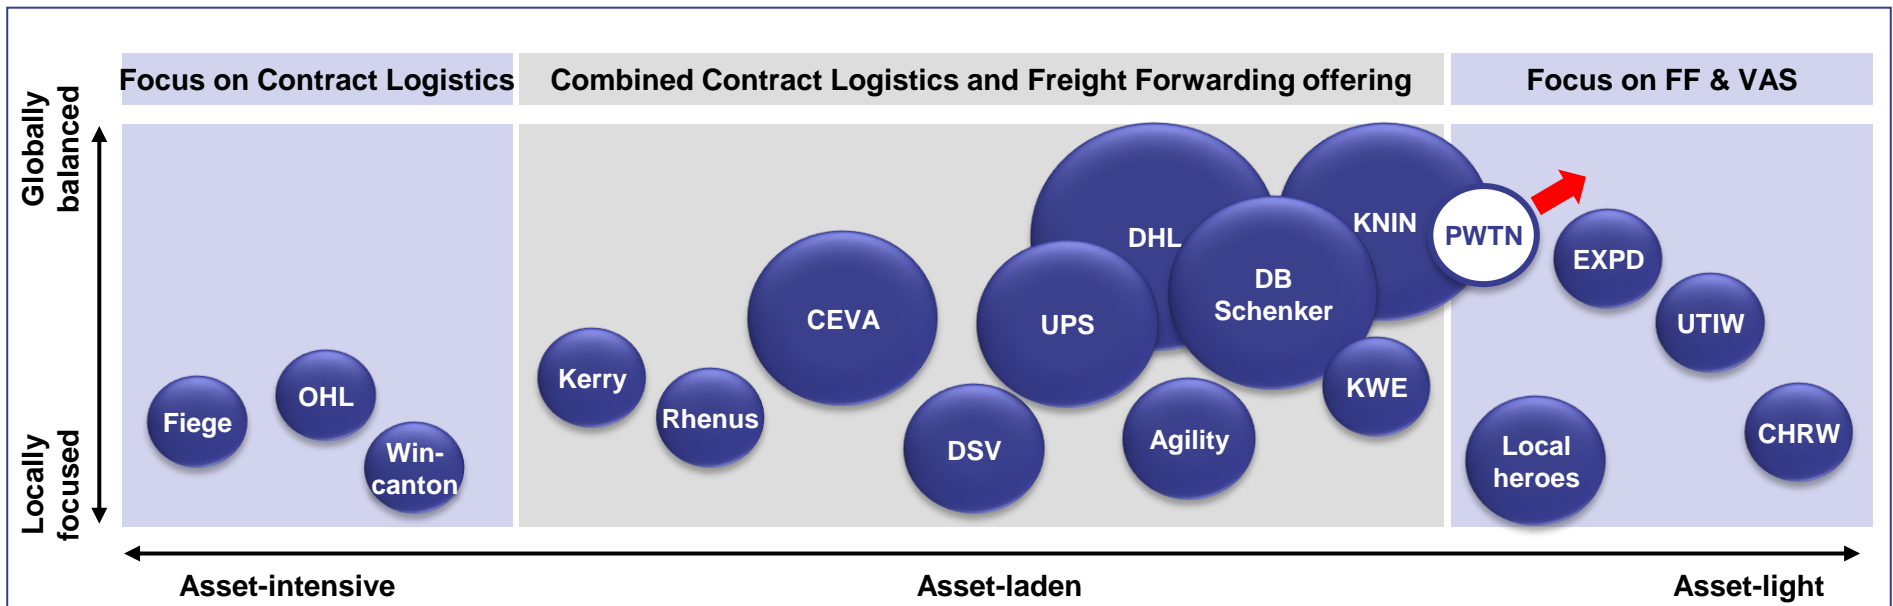 Focus on Contract Logistics
Combined Contract Logistics and Freight Forwarding offering
Focus on FF & VAS
Globally
balanced
Locally
focused
DHL
KNIN
PWTN
EXPD
DB
Schenker
CEVA
UPS
UTIW
Kerry
KWE
OHL
Rhenus
Fiege
CHRW
Agility
DSV
Local
heroes
Win-
canton
Asset-intensive
Asset-laden
Asset-light